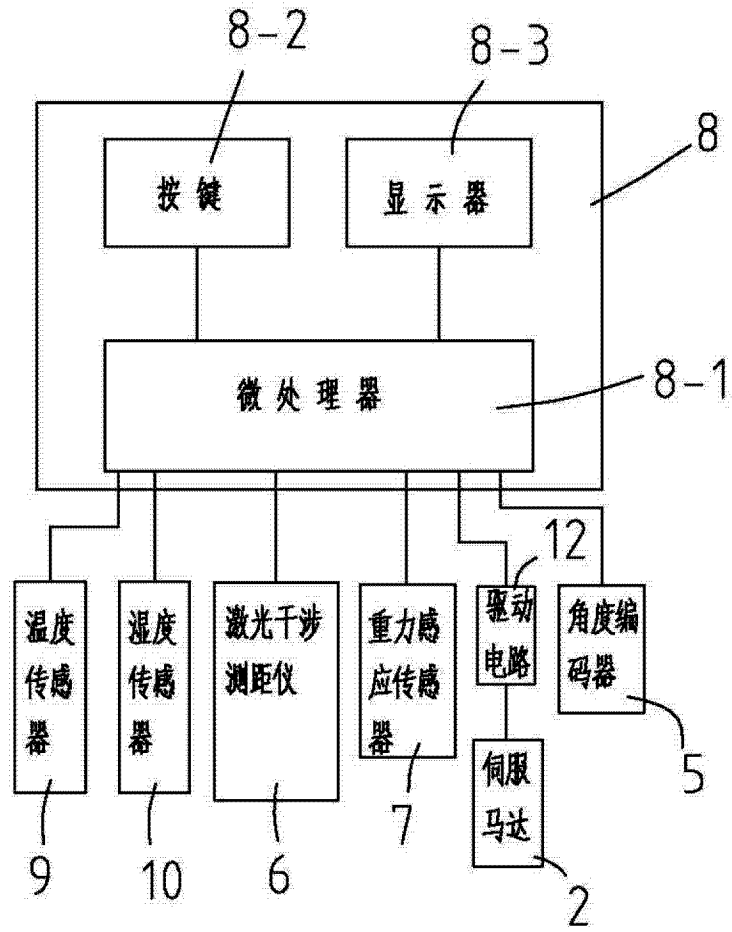 8-2
8-3
8
按键
显示器
微处理器
8-1
12
温度
传感
器
湿度
传感
器
激光干涉
测距仪
重力感
应传感
器
驱动
电路
角度编
码器
伺服
马达
9
10
6
7
2
5